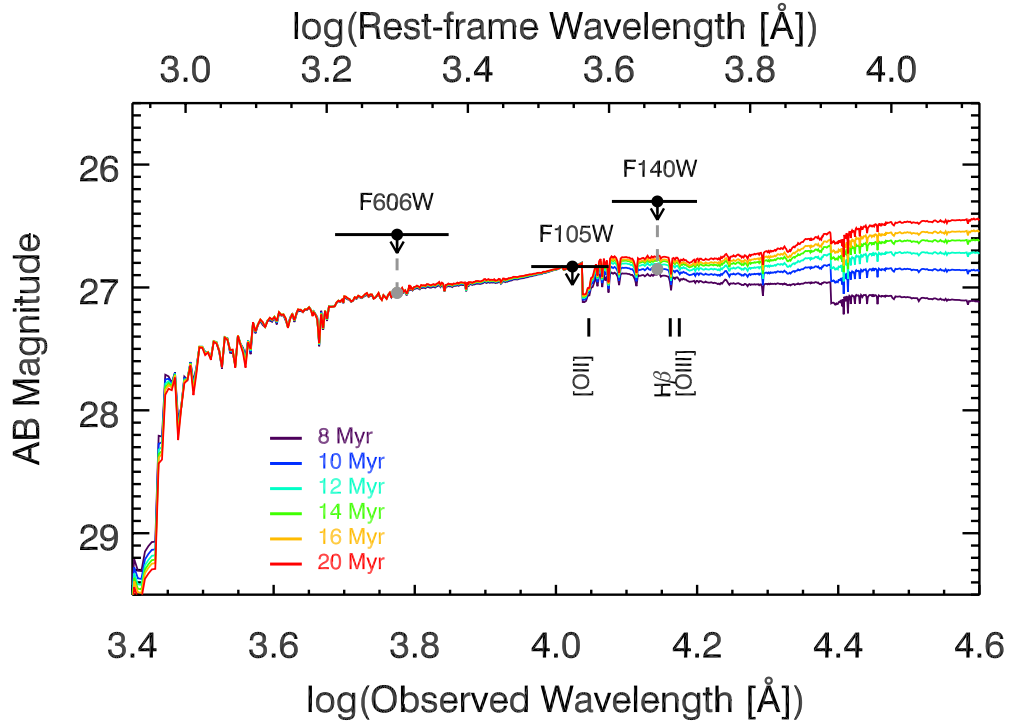 log(Rest-frame Wavelength [Å])
3.0 3.2 3.4 3.6 3.8 4.0
26
27
28
29
AB Magnitude
F606W
F105W
F140W
[OII]
Hβ
[OIII]
8 Myr
10 Myr
12 Myr
14 Myr
16 Myr
20 Myr
3.4 3.6 3.8 4.0 4.2 4.4 4.6
log(Observed Wavelength [Å])